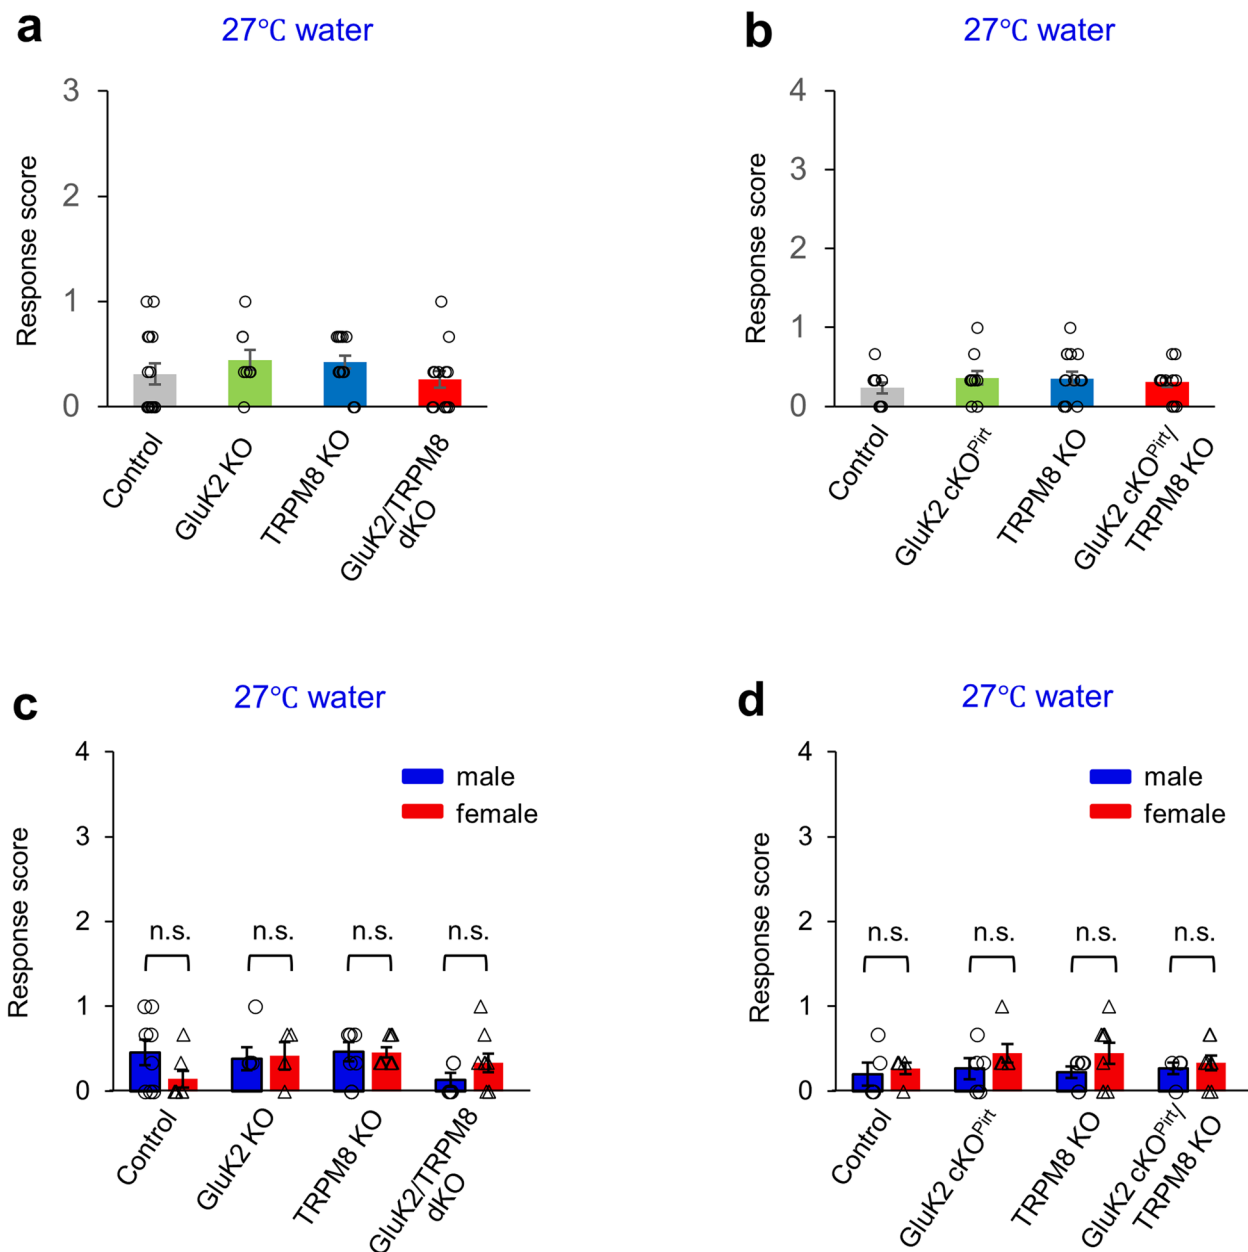 a
27℃ water
Response score
3
2
1
0
Control
GluK2 KO
TRPM8 KO
GluK2/TRPM8
dKO
b
27℃ water
Response score
4
3
2
1
0
Control
GluK2 cKOPirt
TRPM8 KO
GluK2 cKOPirt/
TRPM8 KO
c
27℃ water
Response score
4
3
2
1
0
male
female
n.s.
n.s.
n.s.
n.s.
Control
GluK2 KO
TRPM8 KO
GluK2/TRPM8
dKO
d
27℃ water
Response score
4
3
2
1
0
male
female
n.s.
n.s.
n.s.
n.s.
Control
GluK2 cKOPirt
TRPM8 KO
GluK2 cKOPirt/
TRPM8 KO